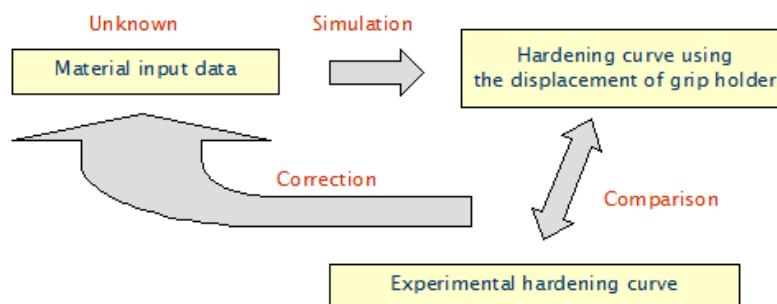 Unknown
Simulation
Material input data
Hardening curve using
the displacement of grip holder
Correction
Comparison
Experimental hardening curve